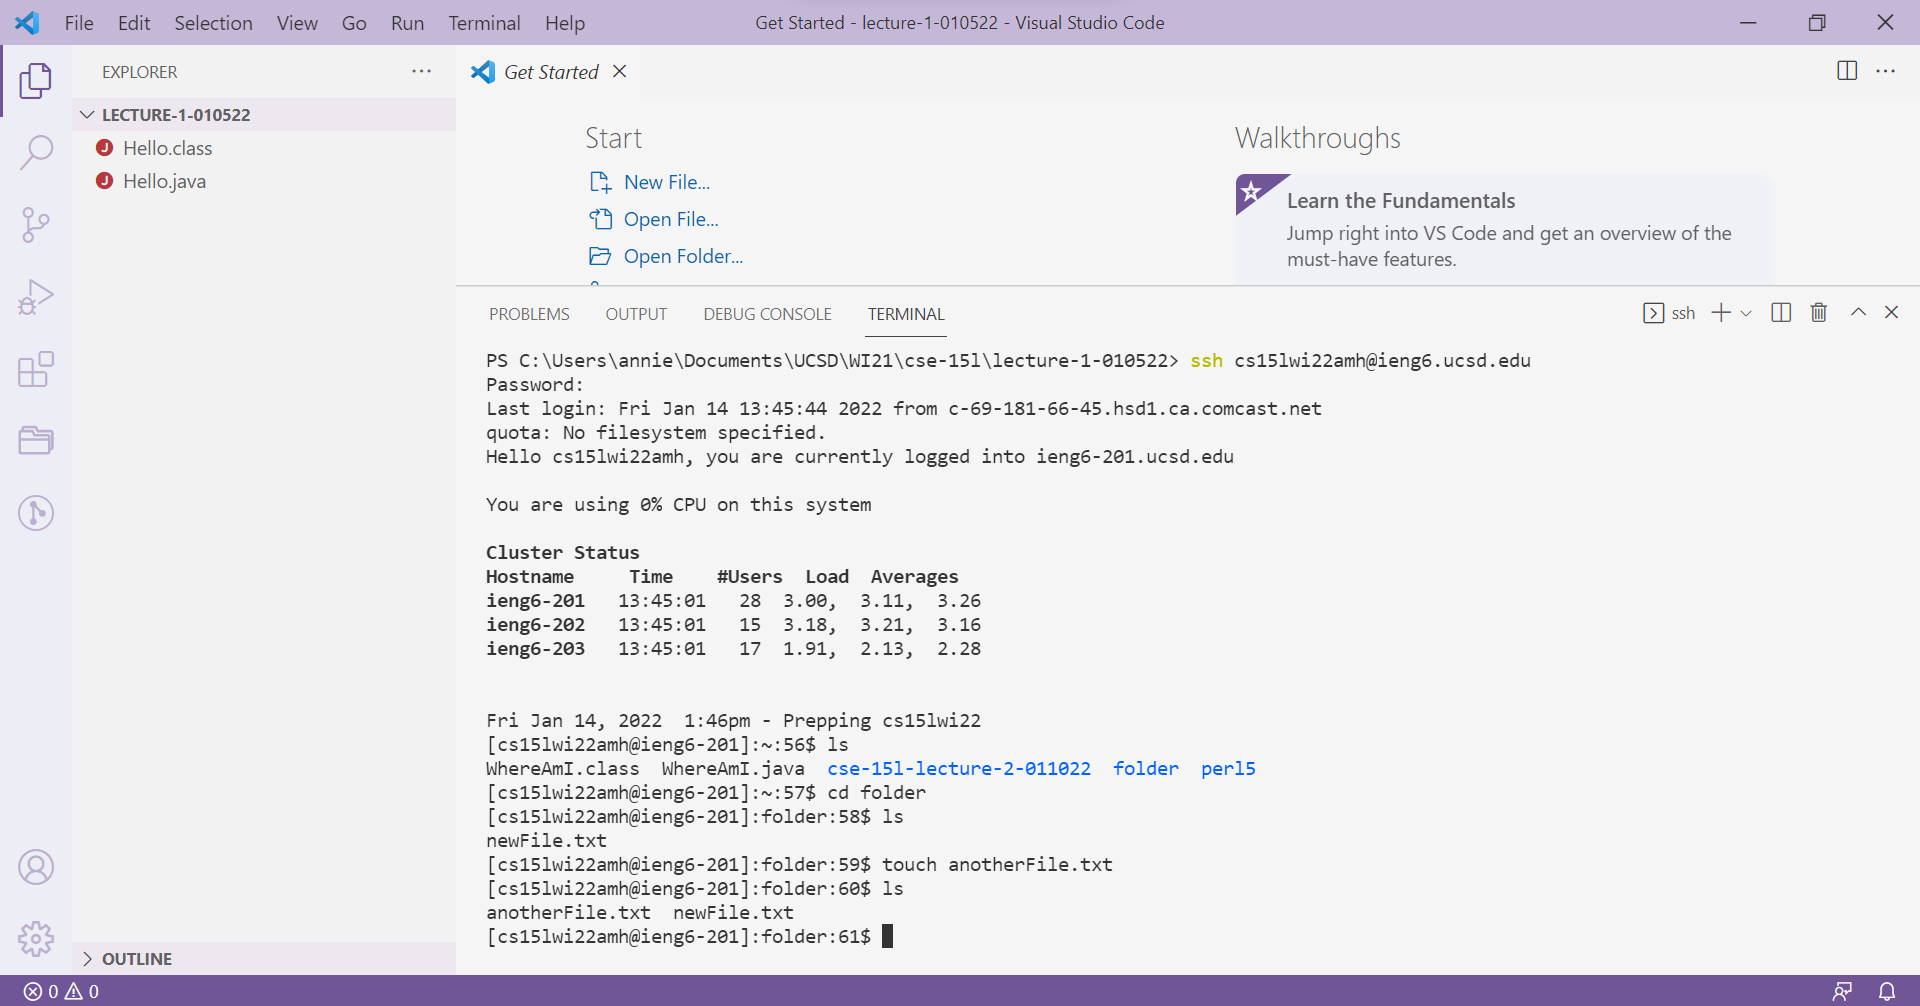 File Edit Selection View Go Run Terminal Help
Get Started - lecture-1-010522 - Visual Studio Code
EXPLORER
LECTURE-1-010522
Hello.class
Hello.java
OUTLINE
Get Started
Start
New File...
Open File...
Open Folder...
Walkthroughs
Learn the Fundamentals
Jump right into VS Code and get an overview of the
must-have features.
PROBLEMS OUTPUT DEBUG CONSOLE TERMINAL
ssh
PS C:\Users\annie\Documents\UCSD\WI21\cse-15l\lecture-1-010522> ssh cs15lwi22amh@ieng6.ucsd.edu
Password:
Last login: Fri Jan 14 13:45:44 2022 from c-69-181-66-45.hsd1.ca.comcast.net
quota: No filesystem specified.
Hello cs15lwi22amh, you are currently logged into ieng6-201.ucsd.edu
You are using 0% CPU on this system
Cluster Status
Hostname Time #Users Load Averages
ieng6-201 13:45:01 28 3.00, 3.11, 3.26
ieng6-202 13:45:01 15 3.18, 3.21, 3.16
ieng6-203 13:45:01 17 1.91, 2.13, 2.28
Fri Jan 14, 2022 1:46pm - Prepping cs15lwi22
[cs15lwi22amh@ieng6-201]:~:56$ ls
WhereAmI.class WhereAmI.java cse-15l-lecture-2-011022 folder perl5
[cs15lwi22amh@ieng6-201]:~:57$ cd folder
[cs15lwi22amh@ieng6-201]:folder:58$ ls
newFile.txt
[cs15lwi22amh@ieng6-201]:folder:59$ touch anotherFile.txt
[cs15lwi22amh@ieng6-201]:folder:60$ ls
anotherFile.txt newFile.txt
[cs15lwi22amh@ieng6-201]:folder:61$
0 0